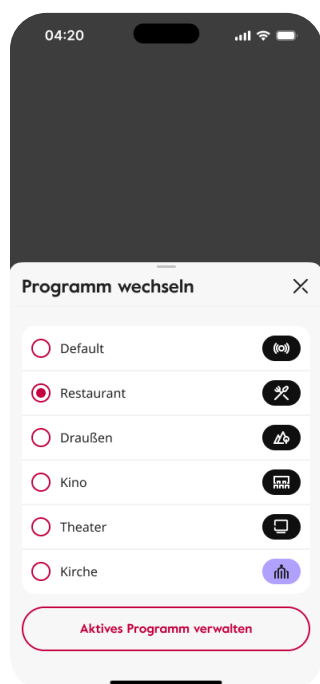 04:20
Programm wechseln
Default
Restaurant
Draußen
Kino
Theater
Kirche
Aktives Programm verwalten